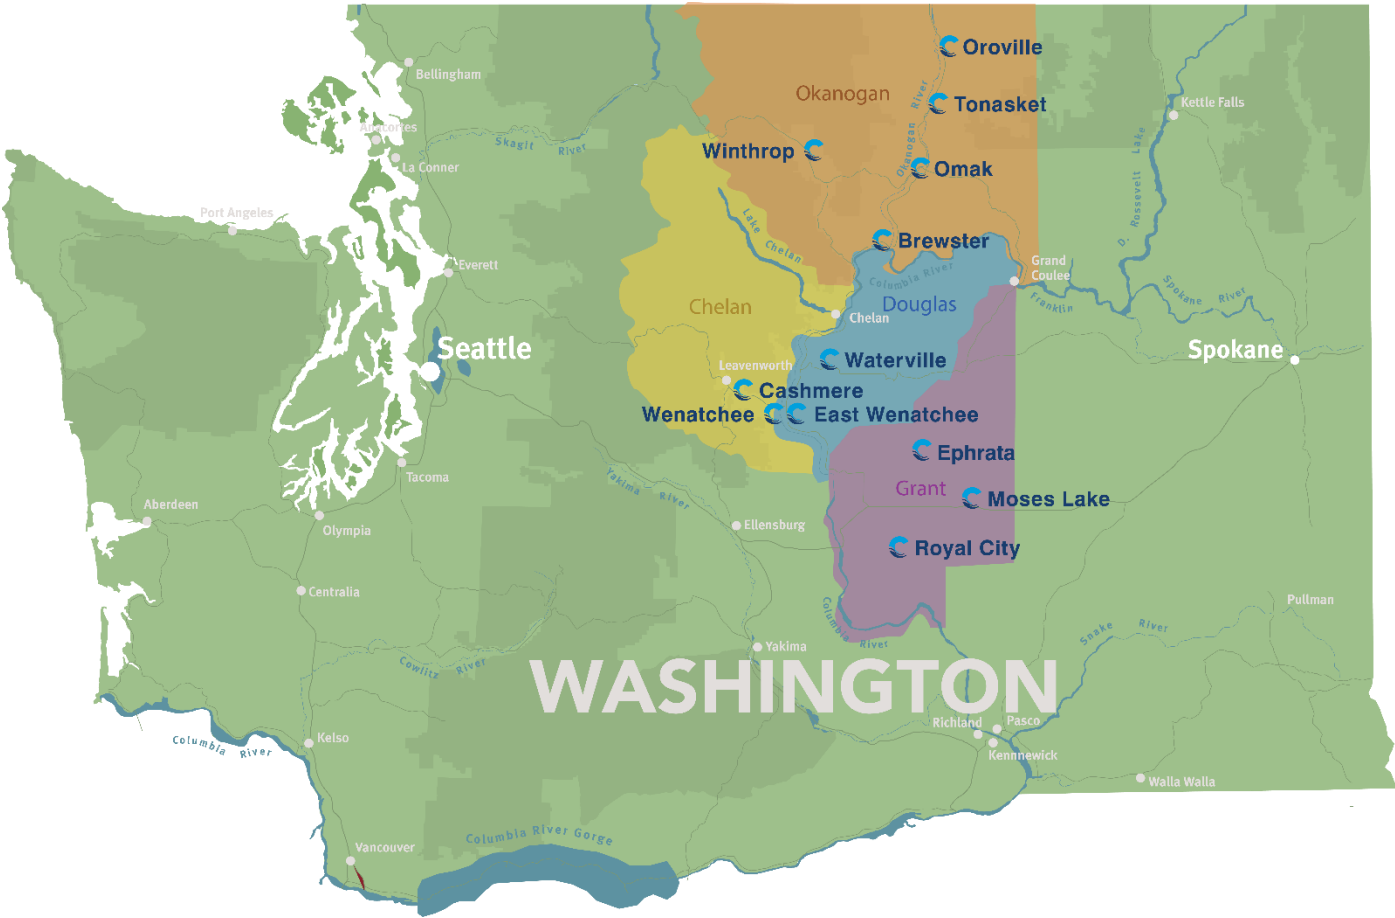 Oroville
Bellingham
Okanogan
Okanogan River
Tonasket
Kettle Falls
Anacortes
Skagit River
Winthrop
La Conner
Omak
D. Rossevelt Lake
Port Angeles
Lake Chelan
Brewster
Everett
Grand
Coulee
Columbia River
Spokane River
Chelan
Douglas
Franklin
Chelan
Seattle
Spokane
Waterville
Leavenworth
Cashmere
Wenatchee
East Wenatchee
Ephrata
Tacoma
Yakima River
Grant
Moses Lake
Aberdeen
Olympia
Ellensburg
Royal City
Centralia
Pullman
Columbia River
Snake River
Yakima
Cowlitz River
WASHINGTON
Richland
Pasco
Kelso
Columbia River
Kennnewick
Walla Walla
Columbia River Gorge
Vancouver